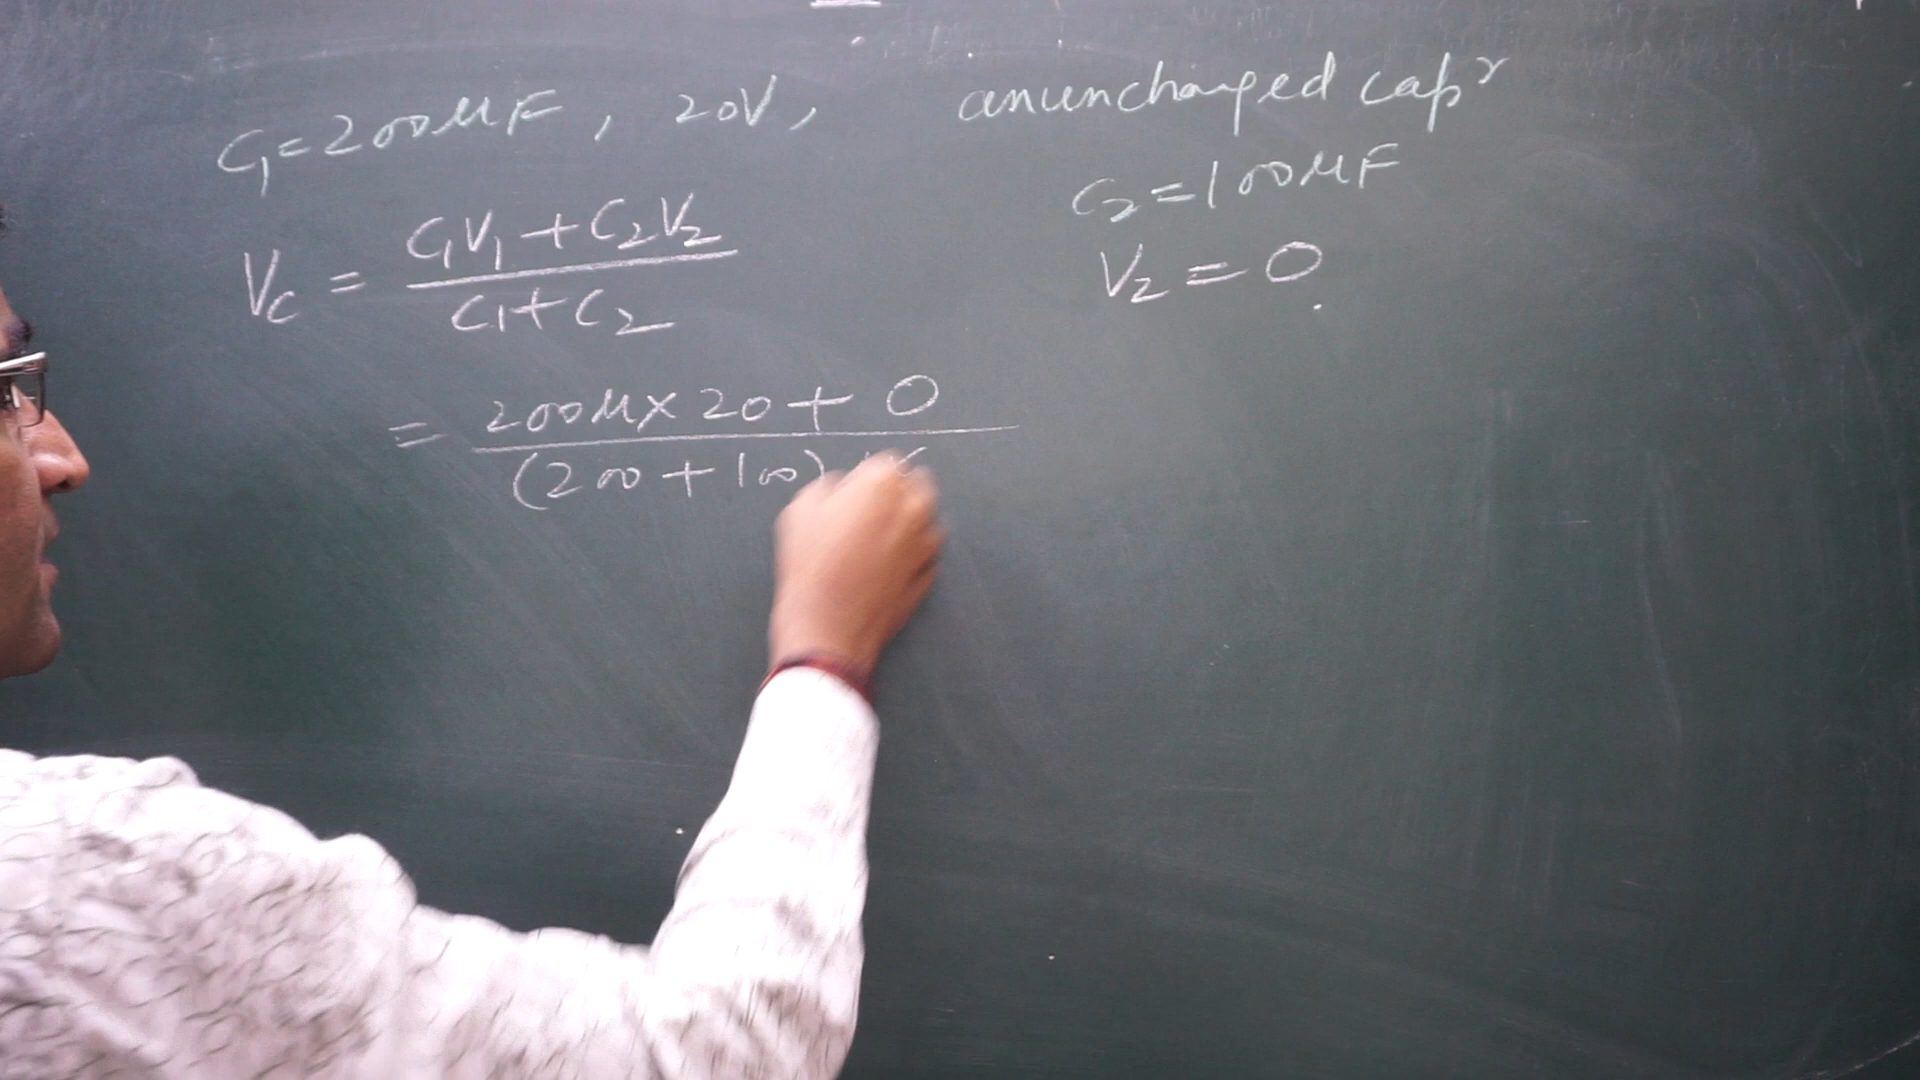 C₁=200μF, 20V, an uncharged capr
C₂=100μF
Vc = (C₁V₁+C₂V₂)/(C₁+C₂)
V₂=0
= (200μ×20+0)/((200+100)